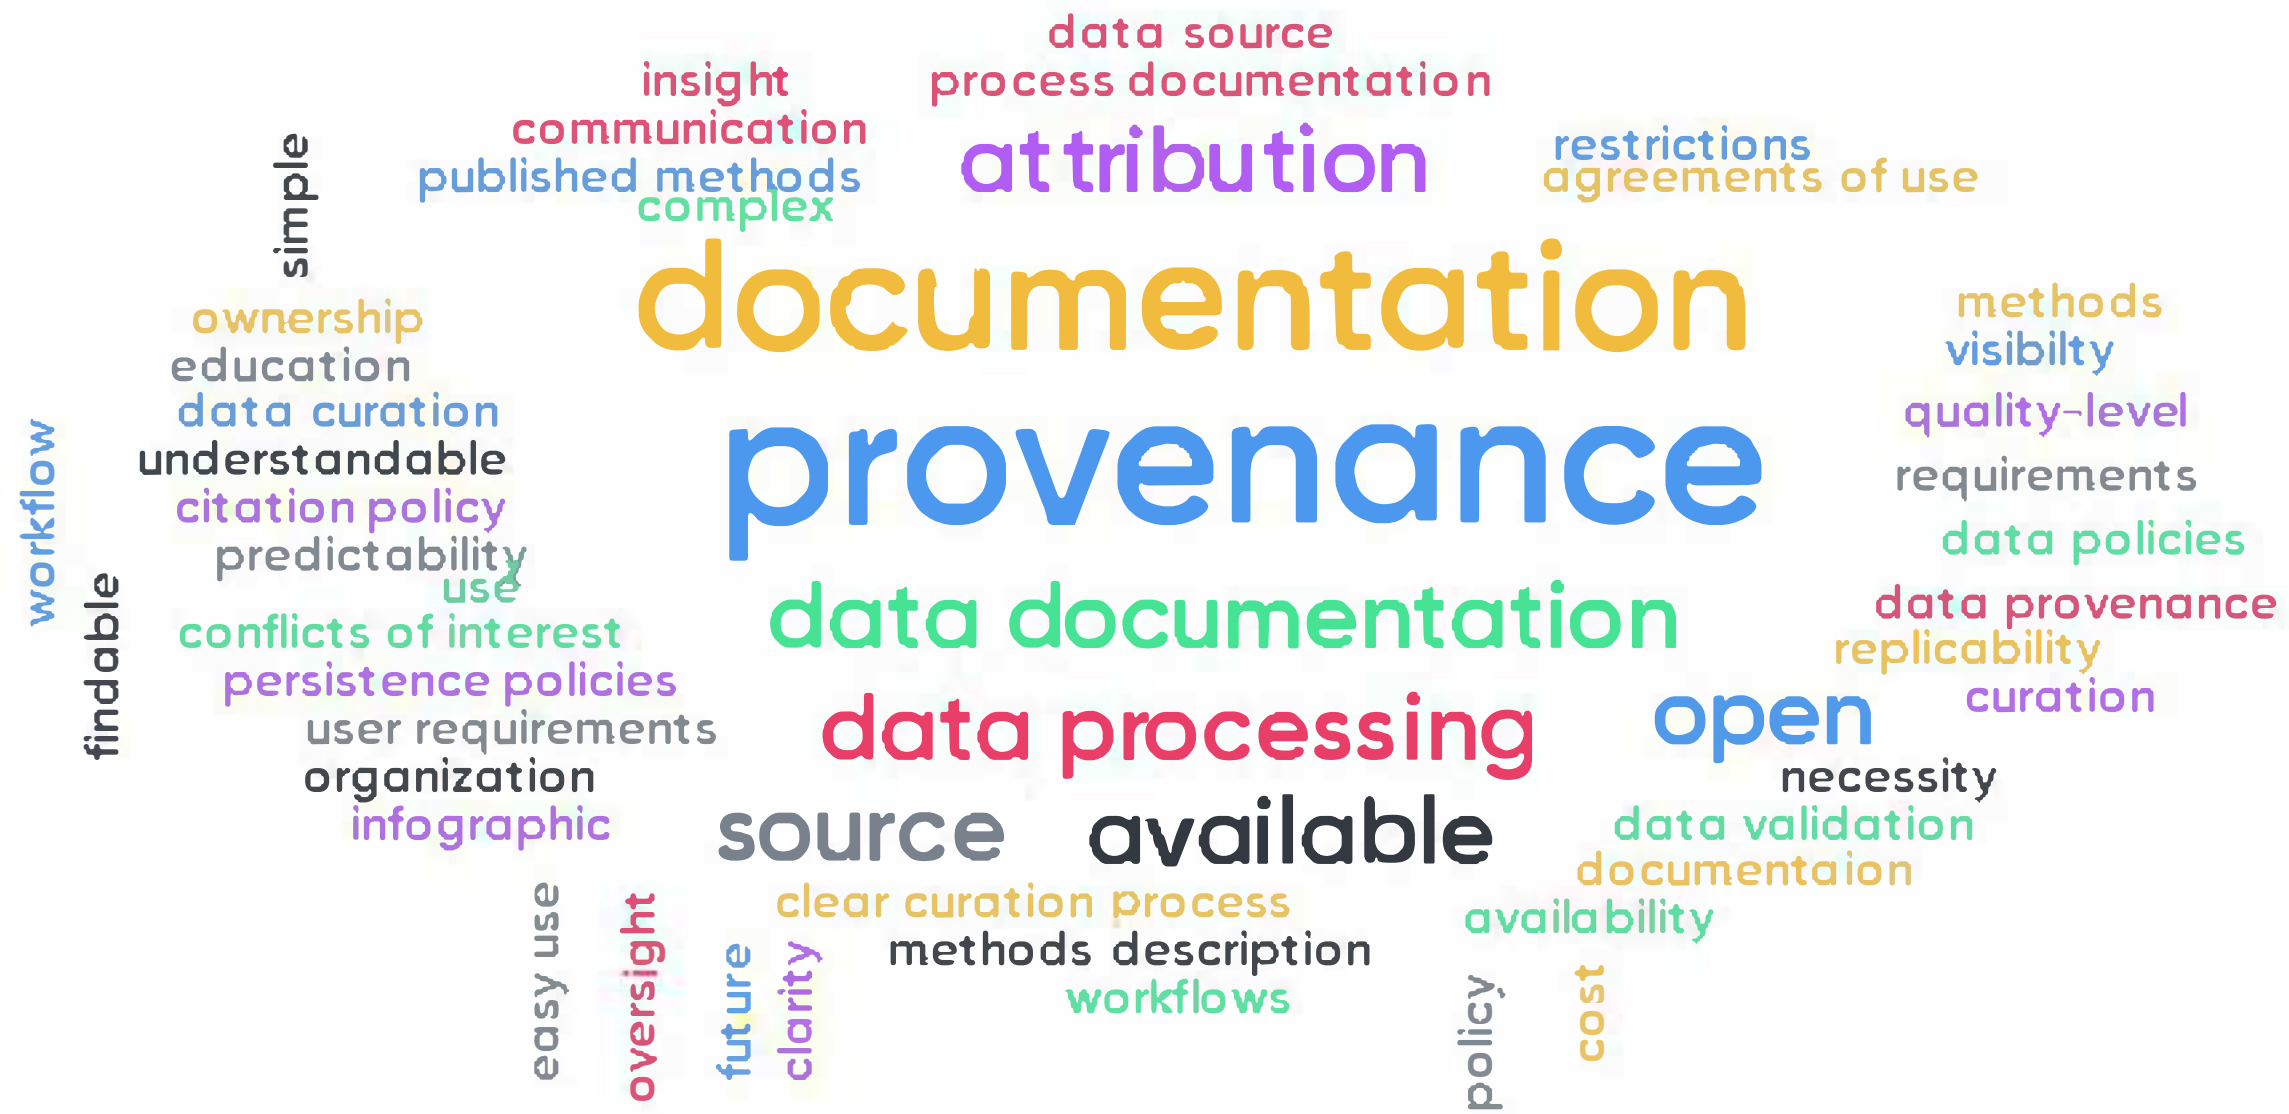 data source
insight
process documentation
communication
attribution
restrictions
published methods
agreements of use
simple
complex
documentation
ownership
methods
education
visibilty
data curation
quality-level
provenance
understandable
requirements
citation policy
workflow
predictability
data policies
use
data documentation
conflicts of interest
data provenance
findable
replicability
persistence policies
curation
data processing
open
user requirements
organization
necessity
infographic
source
available
data validation
documentaion
clear curation process
availability
easy use
oversight
methods description
future
clarity
workflows
policy
cost